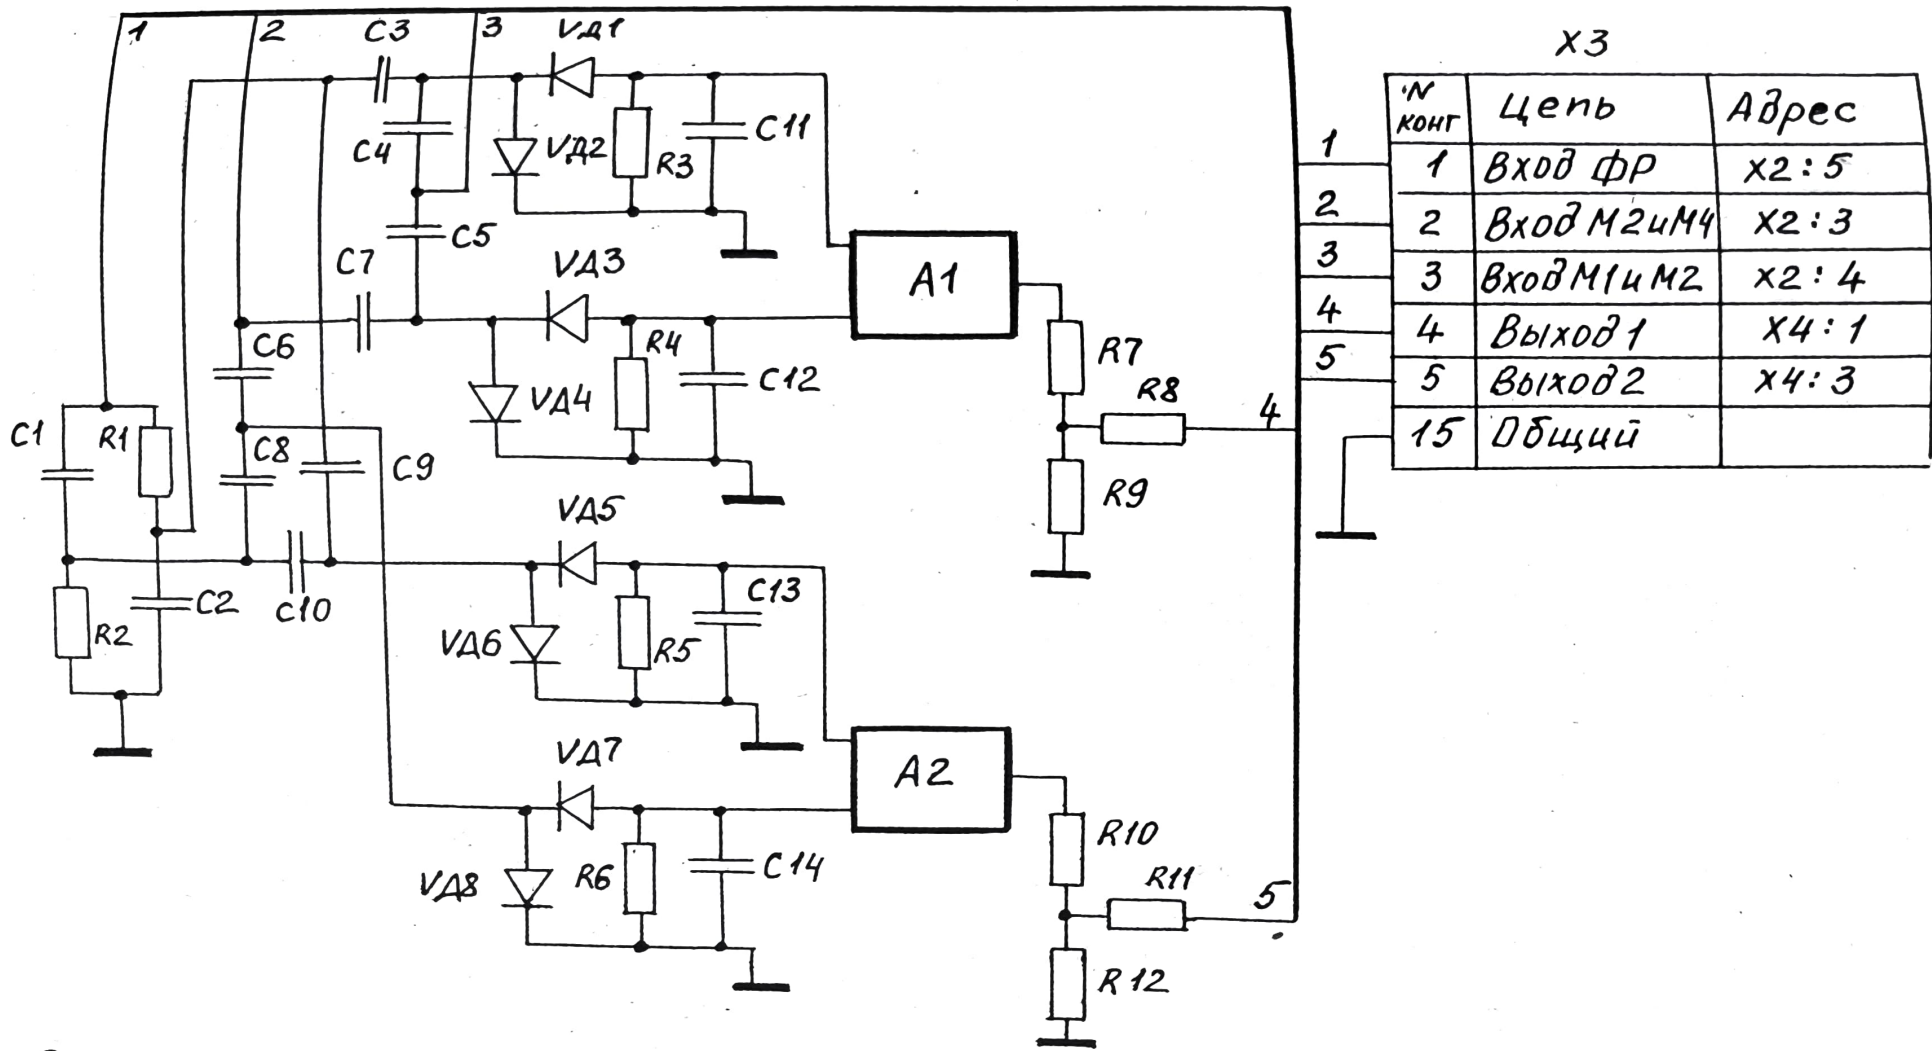 1
2
C3
3
VД1
C4
VД2
R3
C11
C5
C7
VД3
A1
C6
R4
VД4
C12
R7
R8
4
C1
R1
C8
C9
R9
VД5
R2
C2
C10
VД6
R5
C13
VД7
A2
VД8
R6
C14
R10
R11
5
R12
X3
N конг Цепь Адрес
1 1 Вход ФР X2:5
2 2 Вход М2иМ4 X2:3
3 3 Вход М1иМ2 X2:4
4 4 Выход 1 X4:1
5 5 Выход 2 X4:3
15 Общий